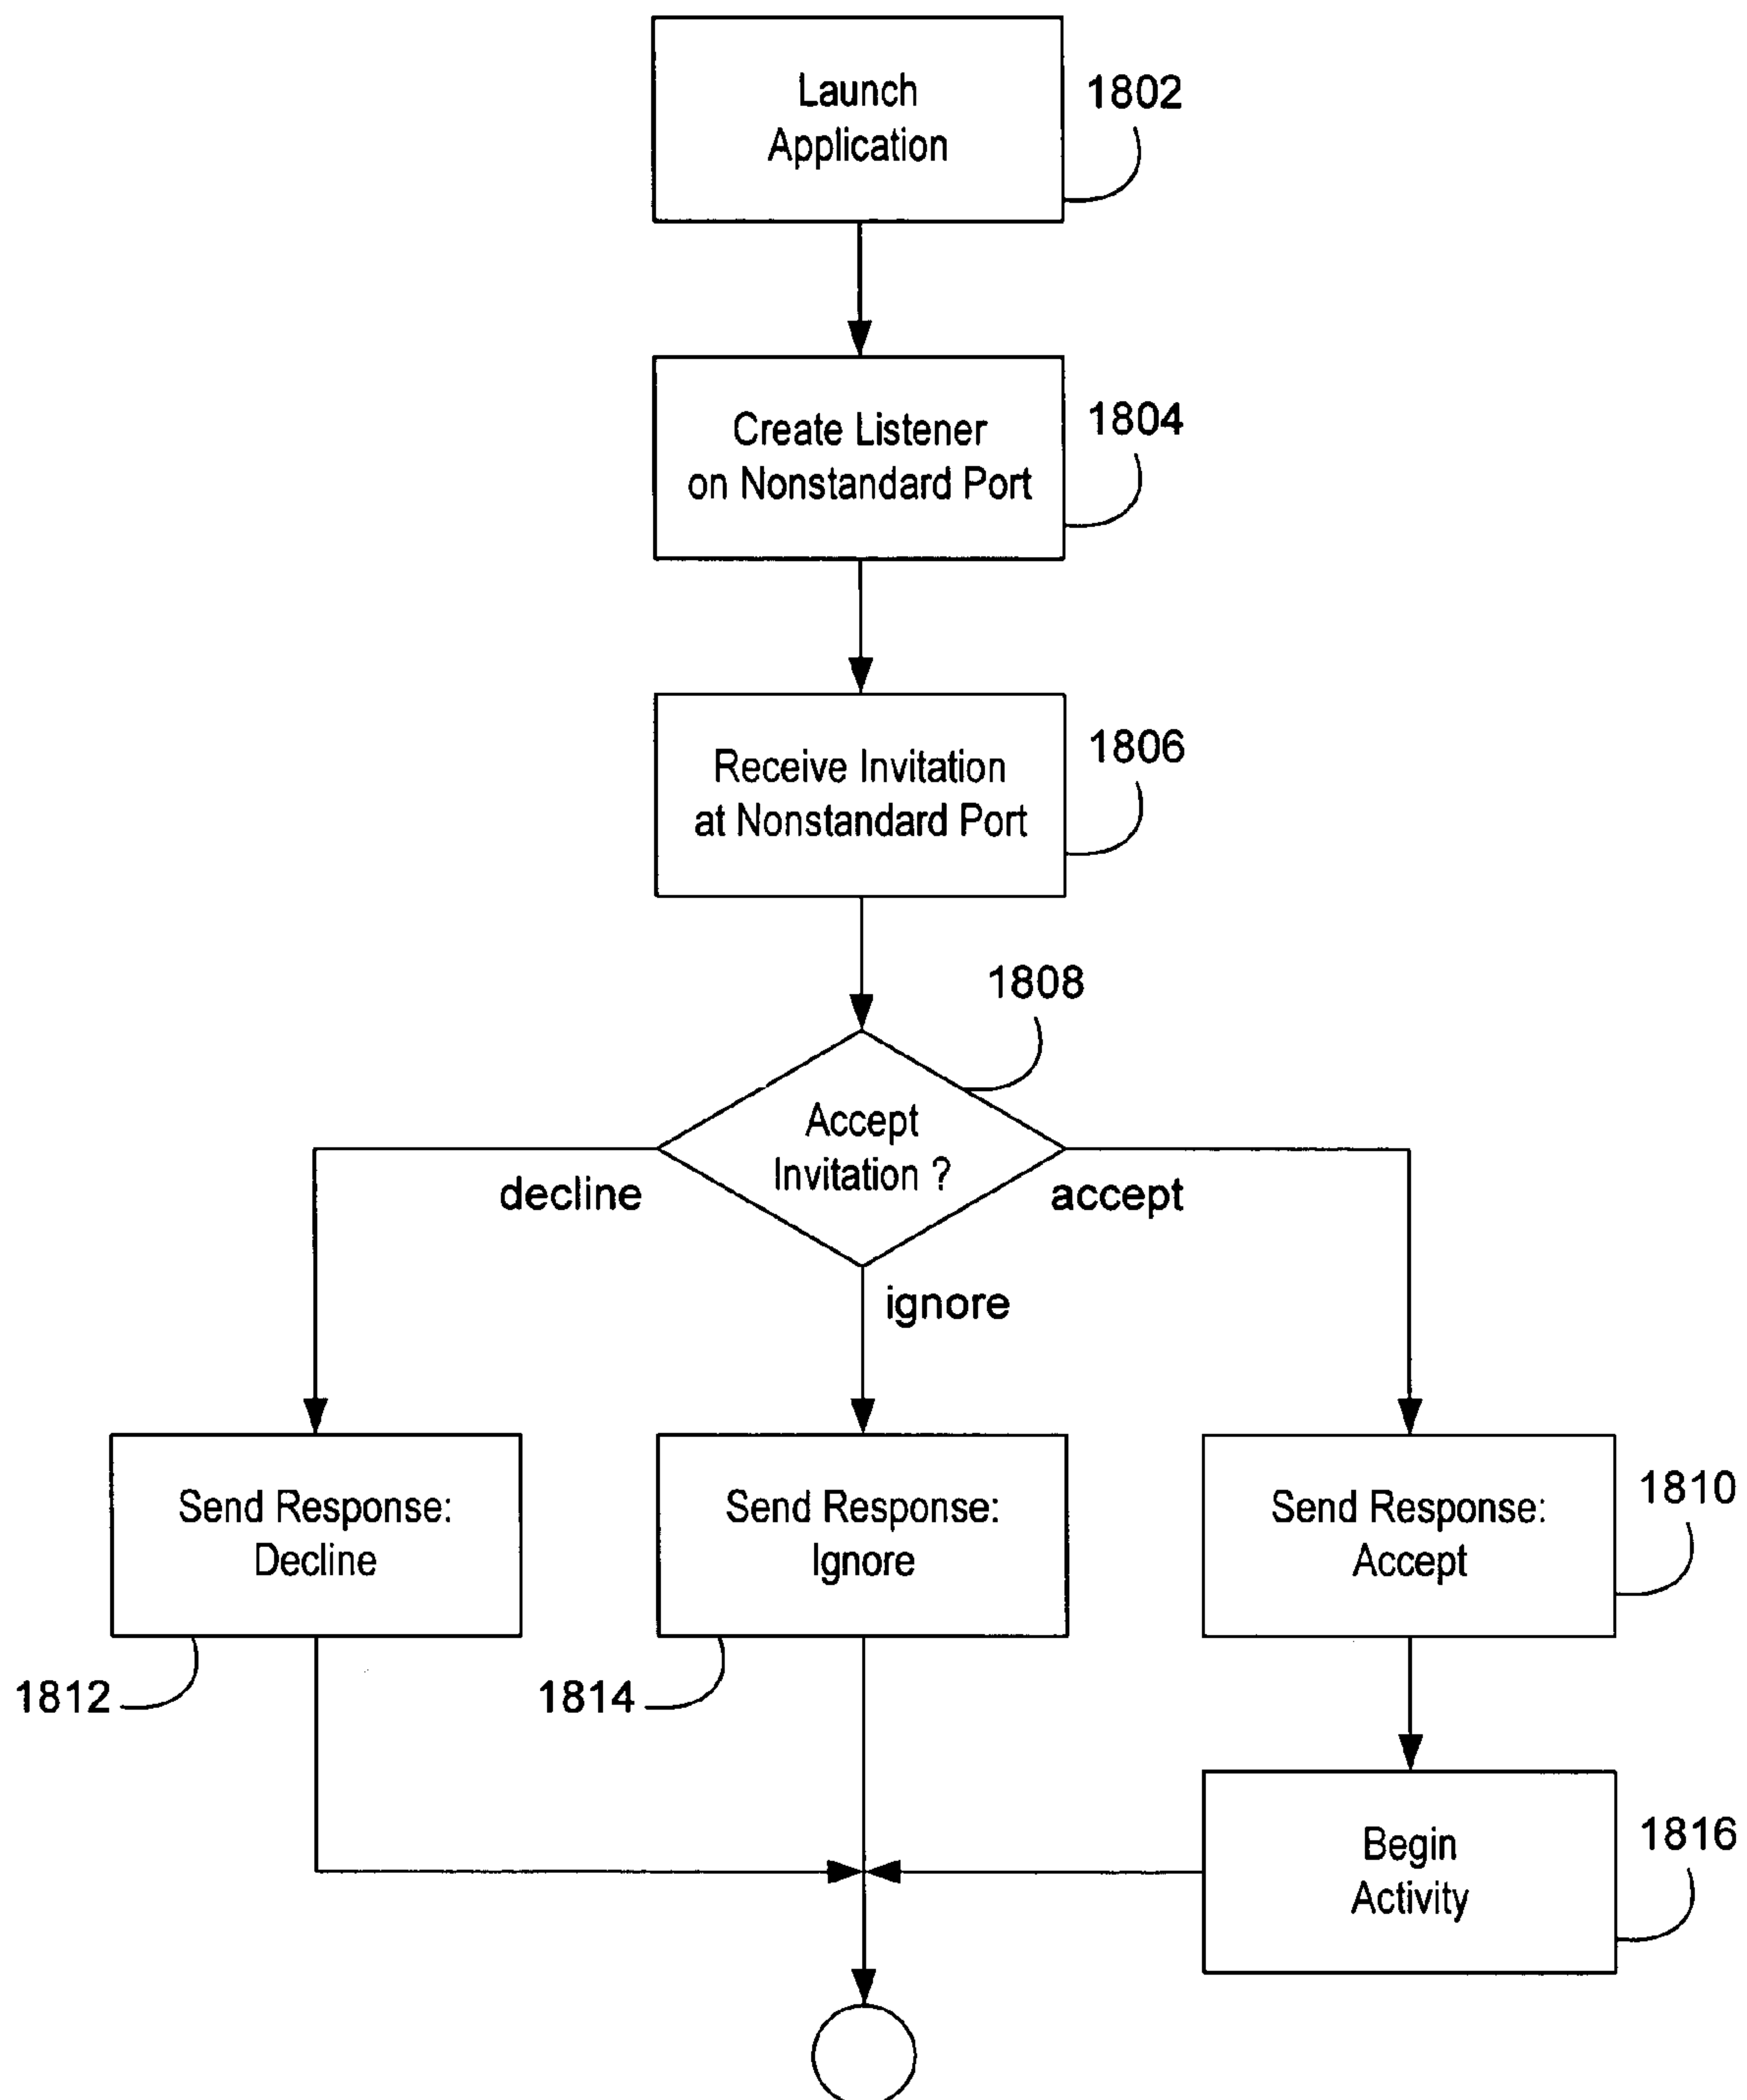 Launch
Application
1802
Create Listener
on Nonstandard Port
1804
Receive Invitation
at Nonstandard Port
1806
1808
Accept
Invitation ?
decline
accept
ignore
Send Response:
Decline
1812
Send Response:
Ignore
1814
Send Response:
Accept
1810
Begin
Activity
1816